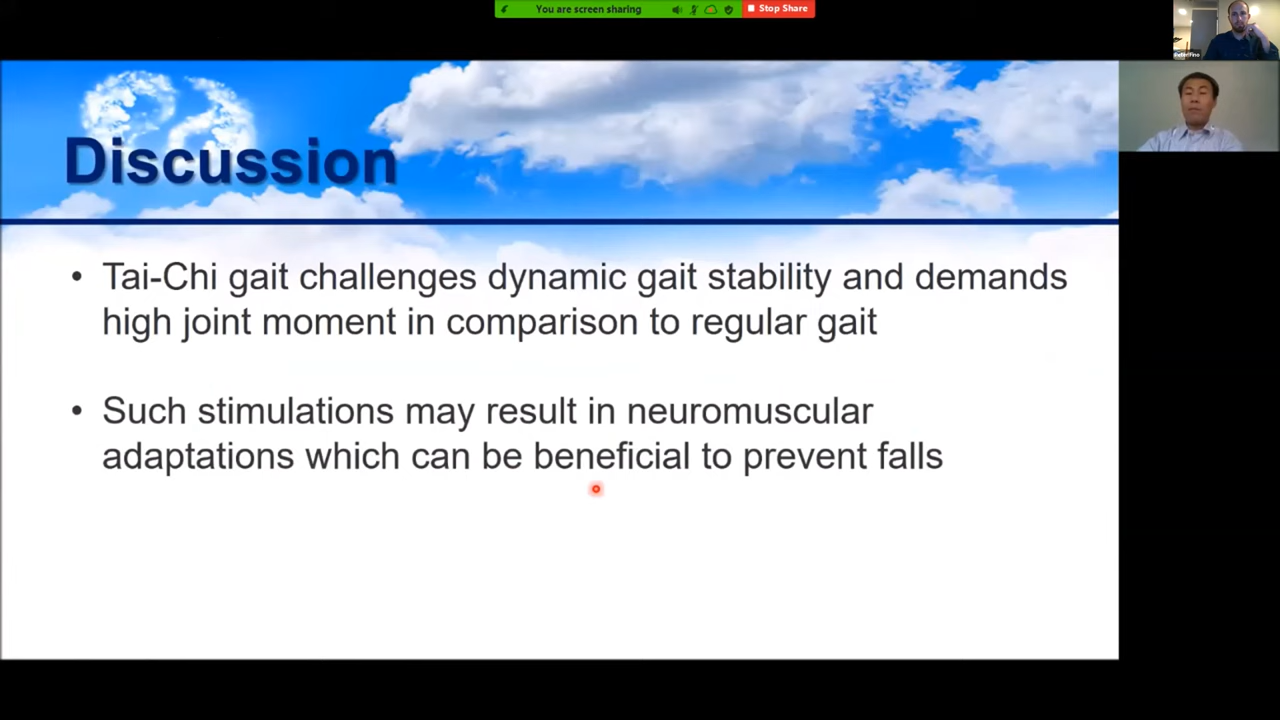 You are screen sharing
Stop Share
Discussion
• Tai-Chi gait challenges dynamic gait stability and demands
high joint moment in comparison to regular gait
• Such stimulations may result in neuromuscular
adaptations which can be beneficial to prevent falls